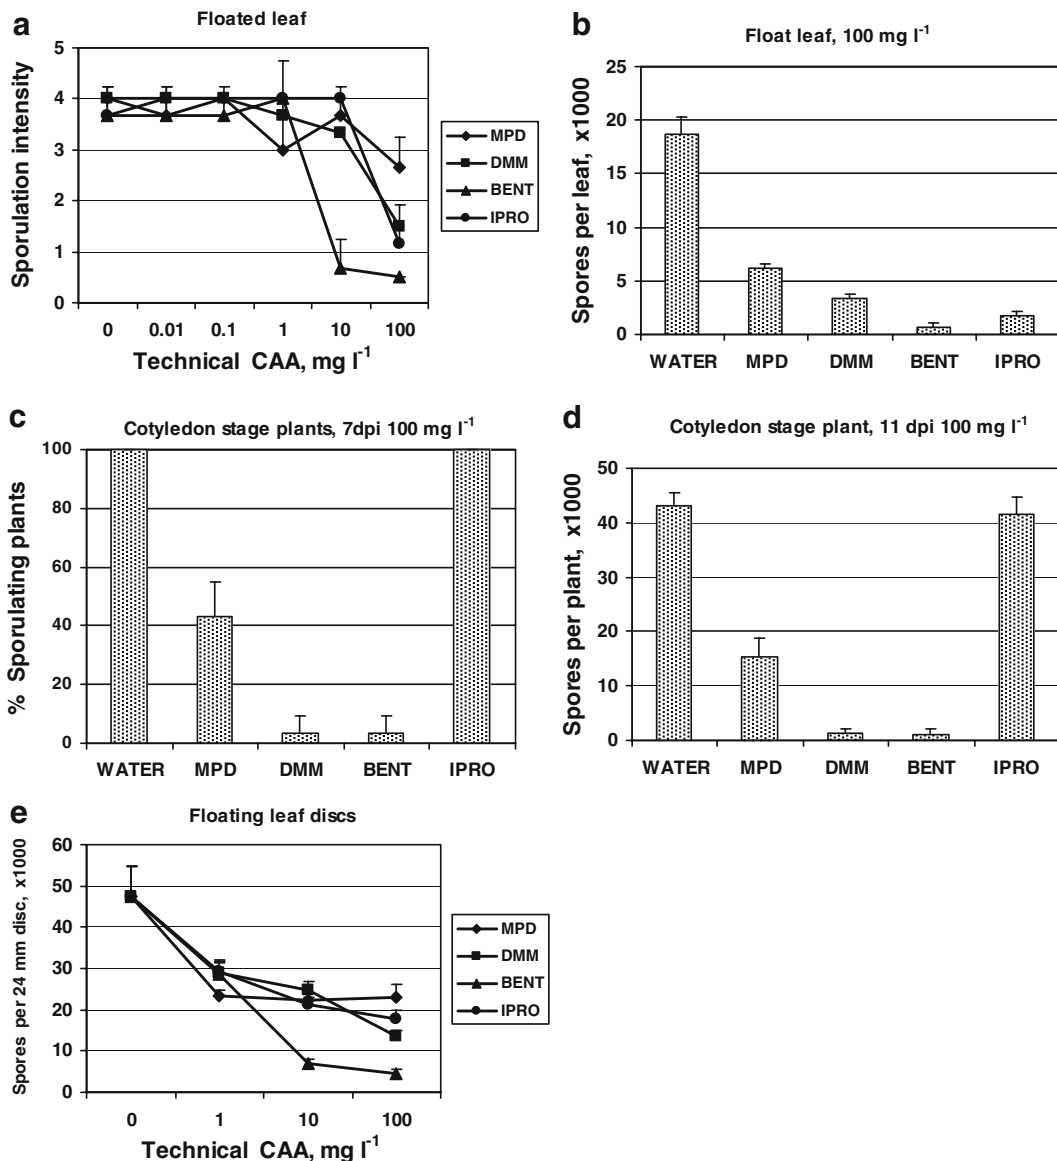 a
Floated leaf
Sporulation intensity
5
4
3
2
1
0
0 0.01 0.1 1 10 100
Technical CAA, mg l-1
MPD
DMM
BENT
IPRO
b
Float leaf, 100 mg l-1
Spores per leaf, x1000
25
20
15
10
5
0
WATER MPD DMM BENT IPRO
c
Cotyledon stage plants, 7dpi 100 mg l-1
% Sporulating plants
100
80
60
40
20
0
WATER MPD DMM BENT IPRO
d
Cotyledon stage plant, 11 dpi 100 mg l-1
Spores per plant, x1000
50
40
30
20
10
0
WATER MPD DMM BENT IPRO
e
Floating leaf discs
Spores per 24 mm disc, x1000
60
50
40
30
20
10
0
0 1 10 100
Technical CAA, mg l-1
MPD
DMM
BENT
IPRO